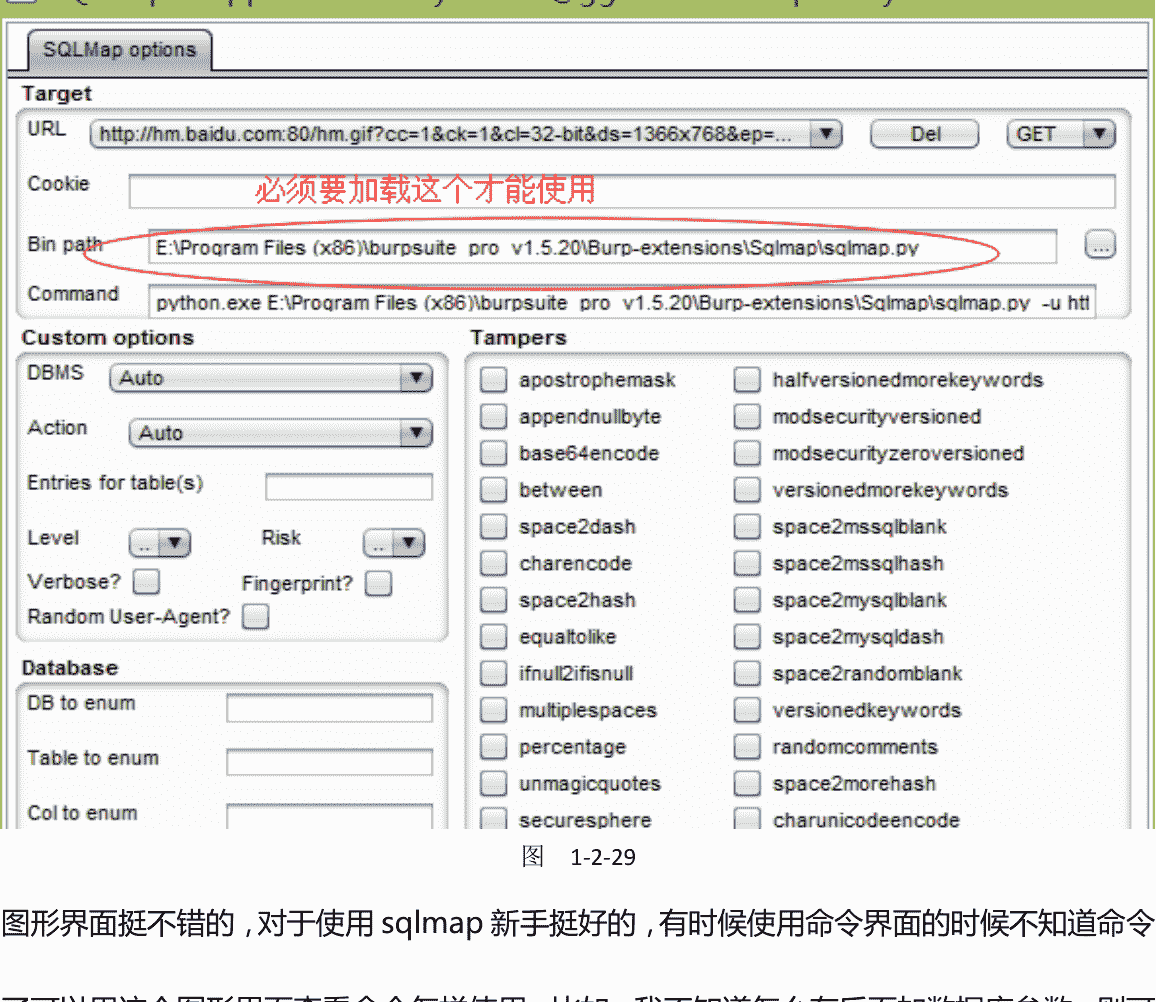 SQLMap options
Target
URL http://hm.baidu.com:80/hm.gif?cc=1&ck=1&cl=32-bit&ds=1366x768&ep=... Del GET
Cookie 必须要加载这个才能使用
Bin path E:\Program Files (x86)\burpsuite_pro_v1.5.20\Burp-extensions\Sqlmap\sqlmap.py ...
Command python.exe E:\Program Files (x86)\burpsuite_pro_v1.5.20\Burp-extensions\Sqlmap\sqlmap.py -u htt
Custom options
DBMS Auto
Action Auto
Entries for table(s)
Level .. Risk ..
Verbose? Fingerprint?
Random User-Agent?
Database
DB to enum
Table to enum
Col to enum
Tampers
apostrophemask halfversionedmorekeywords
appendnullbyte modsecurityversioned
base64encode modsecurityzeroversioned
between versionedmorekeywords
space2dash space2mssqlblank
charencode space2mssqlhash
space2hash space2mysqlblank
equaltolike space2mysqldash
ifnull2ifisnull space2randomblank
multiplespaces versionedkeywords
percentage randomcomments
unmagicquotes space2morehash
securesphere charunicodeencode
图 1-2-29
图形界面挺不错的，对于使用 sqlmap 新手挺好的，有时候使用命令界面的时候不知道命令